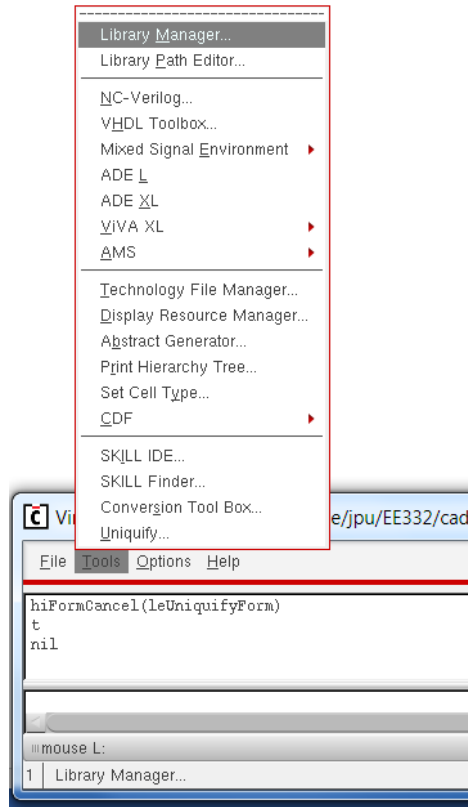 Library Manager...
Library Path Editor...
NC-Verilog...
VHDL Toolbox...
Mixed Signal Environment
ADE L
ADE XL
ViVA XL
AMS
Technology File Manager...
Display Resource Manager...
Abstract Generator...
Print Hierarchy Tree...
Set Cell Type...
CDF
SKILL IDE...
SKILL Finder...
Conversion Tool Box...
Uniquify...
Vi e/jpu/EE332/cad
File Tools Options Help
hiFormCancel(leUniquifyForm)
t
nil
mouse L:
1 Library Manager...